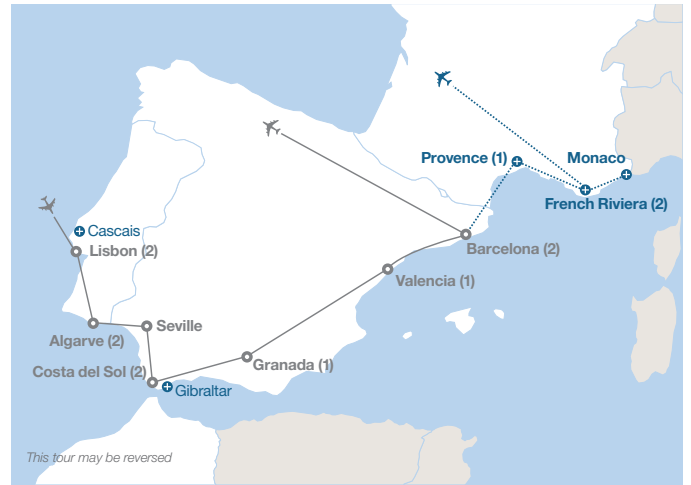 Provence (1)
Monaco
French Riviera (2)
Cascais
Lisbon (2)
Barcelona (2)
Valencia (1)
Seville
Algarve (2)
Granada (1)
Costa del Sol (2)
Gibraltar
This tour may be reversed